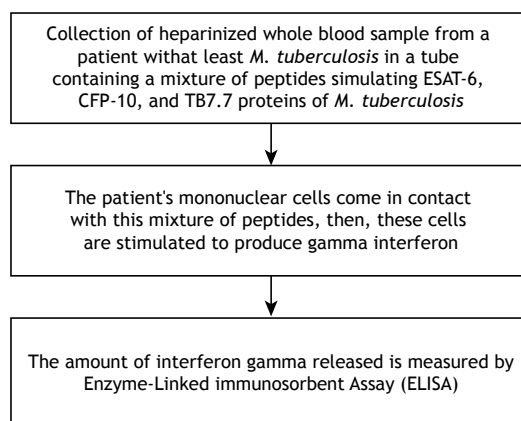 Collection of heparinized whole blood sample from a
patient withat least M. tuberculosis in a tube
containing a mixture of peptides simulating ESAT-6,
CFP-10, and TB7.7 proteins of M. tuberculosis
The patient's mononuclear cells come in contact
with this mixture of peptides, then, these cells
are stimulated to produce gamma interferon
The amount of interferon gamma released is measured by
Enzyme-Linked immunosorbent Assay (ELISA)